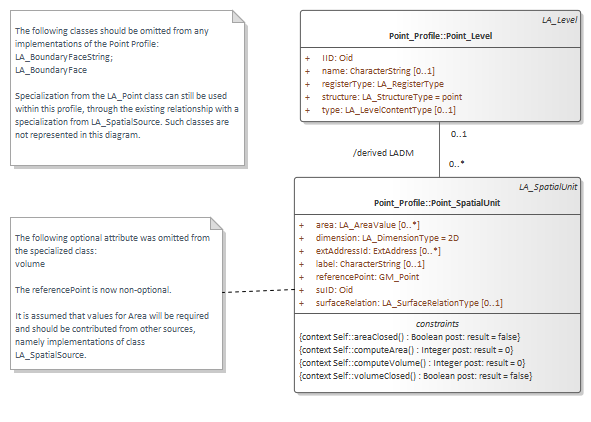 The following classes should be omitted from any
implementations of the Point Profile:
LA_BoundaryFaceString;
LA_BoundaryFace
Specialization from the LA_Point class can still be used
within this profile, through the existing relationship with a
specialization from LA_SpatialSource. Such classes are
not represented in this diagram.
LA_Level
Point_Profile::Point_Level
+ IID: Oid
+ name: CharacterString [0..1]
+ registerType: LA_RegisterType
+ structure: LA_StructureType = point
+ type: LA_LevelContentType [0..1]
0..1
/derived LADM
0..*
The following optional attribute was omitted from
the specialized class:
volume
The referencePoint is now non-optional.
It is assumed that values for Area will be required
and should be contributed from other sources,
namely implementations of class
LA_SpatialSource.
LA_SpatialUnit
Point_Profile::Point_SpatialUnit
+ area: LA_AreaValue [0..*]
+ dimension: LA_DimensionType = 2D
+ extAddressId: ExtAddress [0..*]
+ label: CharacterString [0..1]
+ referencePoint: GM_Point
+ suID: Oid
+ surfaceRelation: LA_SurfaceRelationType [0..1]
constraints
{context Self::areaClosed() : Boolean post: result = false}
{context Self::computeArea() : Integer post: result = 0}
{context Self::computeVolume() : Integer post: result = 0}
{context Self::volumeClosed() : Boolean post: result = false}